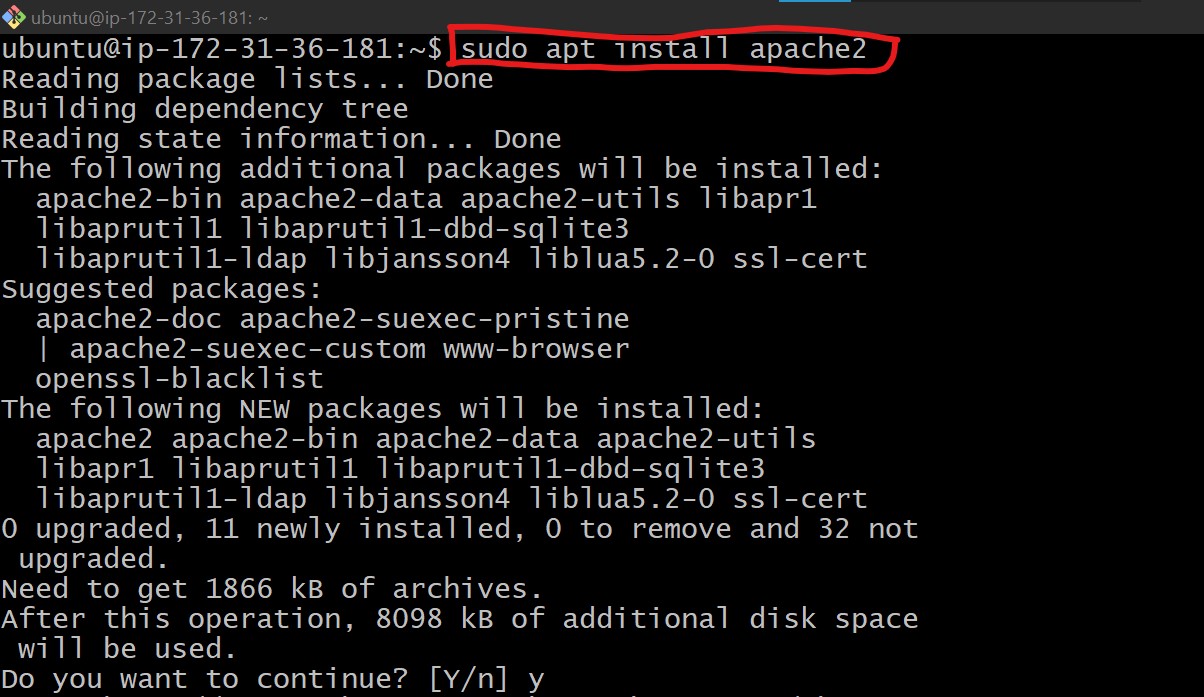 ubuntu@ip-172-31-36-181: ~
ubuntu@ip-172-31-36-181:~$ sudo apt install apache2
Reading package lists... Done
Building dependency tree
Reading state information... Done
The following additional packages will be installed:
  apache2-bin apache2-data apache2-utils libapr1
  libaprutil1 libaprutil1-dbd-sqlite3
  libaprutil1-ldap libjansson4 liblua5.2-0 ssl-cert
Suggested packages:
  apache2-doc apache2-suexec-pristine
  | apache2-suexec-custom www-browser
  openssl-blacklist
The following NEW packages will be installed:
  apache2 apache2-bin apache2-data apache2-utils
  libapr1 libaprutil1 libaprutil1-dbd-sqlite3
  libaprutil1-ldap libjansson4 liblua5.2-0 ssl-cert
0 upgraded, 11 newly installed, 0 to remove and 32 not
 upgraded.
Need to get 1866 kB of archives.
After this operation, 8098 kB of additional disk space
 will be used.
Do you want to continue? [Y/n] y